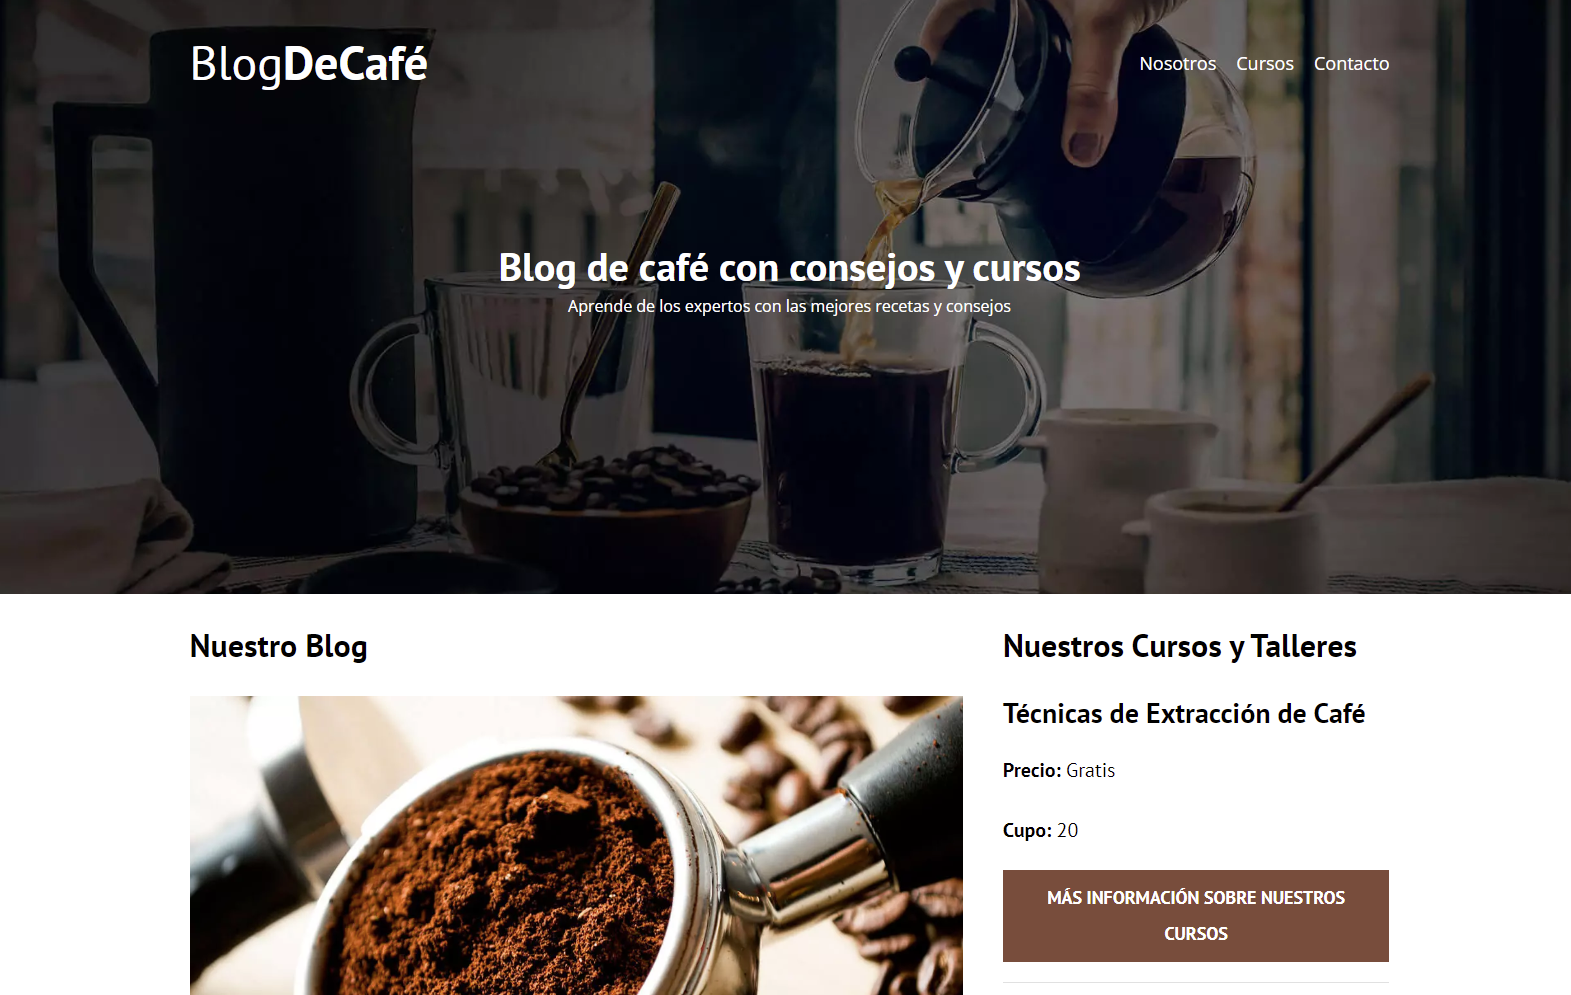 BlogDeCafé
Nosotros Cursos Contacto
Blog de café con consejos y cursos
Aprende de los expertos con las mejores recetas y consejos
Nuestro Blog
Nuestros Cursos y Talleres
Técnicas de Extracción de Café
Precio: Gratis
Cupo: 20
MÁS INFORMACIÓN SOBRE NUESTROS
CURSOS